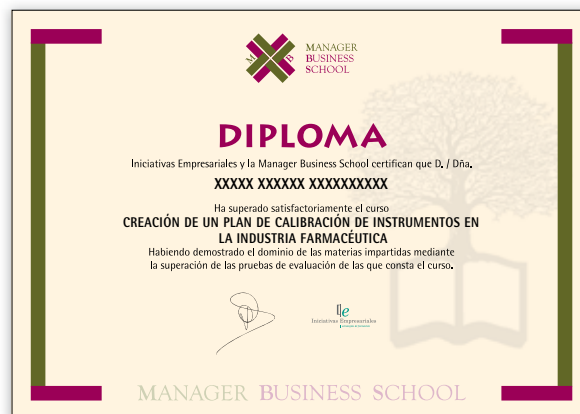 M B
MANAGER
BUSINESS
SCHOOL
DIPLOMA
Iniciativas Empresariales y la Manager Business School certifican que D. / Dña.
XXXXX XXXXXX XXXXXXXXXX
Ha superado satisfactoriamente el curso
CREACIÓN DE UN PLAN DE CALIBRACIÓN DE INSTRUMENTOS EN
LA INDUSTRIA FARMACÉUTICA
Habiendo demostrado el dominio de las materias impartidas mediante
la superación de las pruebas de evaluación de las que consta el curso.
Iniciativas Empresariales
MANAGER BUSINESS SCHOOL